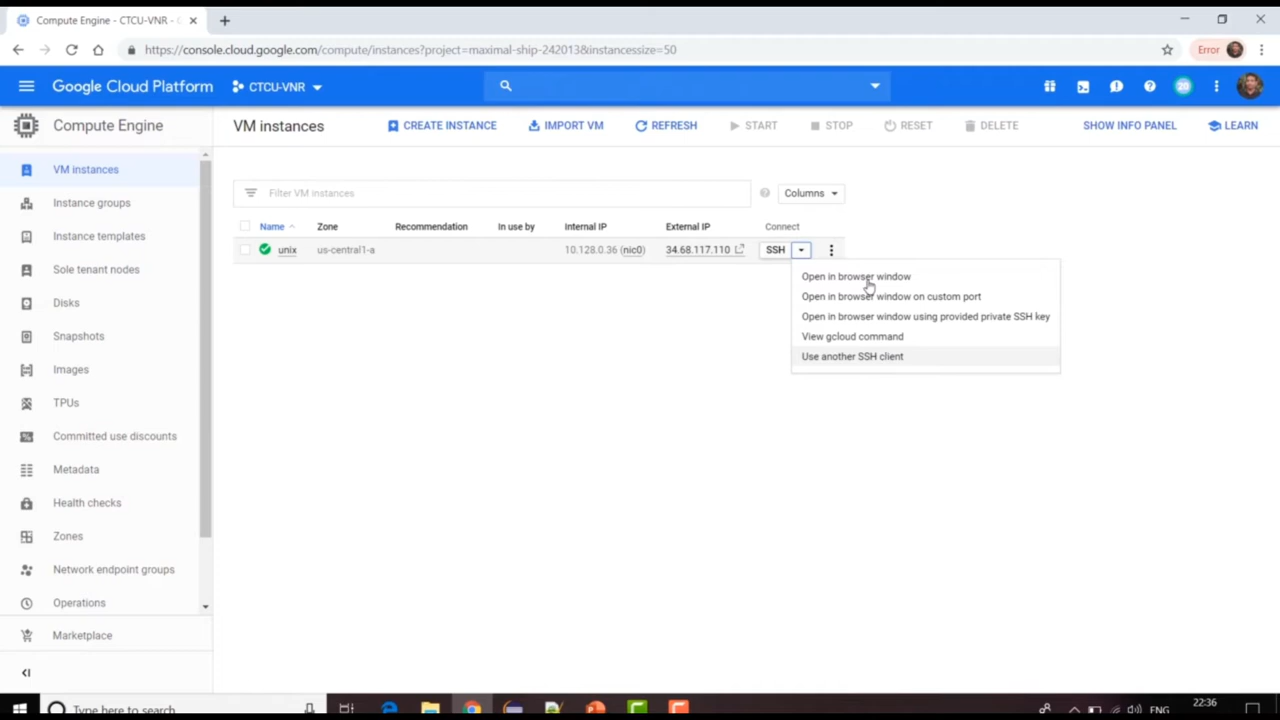 Compute Engine - CTCU-VNR - 
https://console.cloud.google.com/compute/instances?project=maximal-ship-242013&instancessize=50
Error
Google Cloud Platform
CTCU-VNR
20
Compute Engine
VM instances
CREATE INSTANCE
IMPORT VM
REFRESH
START
STOP
RESET
DELETE
SHOW INFO PANEL
LEARN
VM instances
Instance groups
Instance templates
Sole tenant nodes
Disks
Snapshots
Images
TPUs
Committed use discounts
Metadata
Health checks
Zones
Network endpoint groups
Operations
Marketplace
Filter VM instances
Columns
Name Zone Recommendation In use by Internal IP External IP Connect
unix us-central1-a 10.128.0.36 (nic0) 34.68.117.110 SSH
Open in browser window
Open in browser window on custom port
Open in browser window using provided private SSH key
View gcloud command
Use another SSH client
Type here to search
ENG
22:36